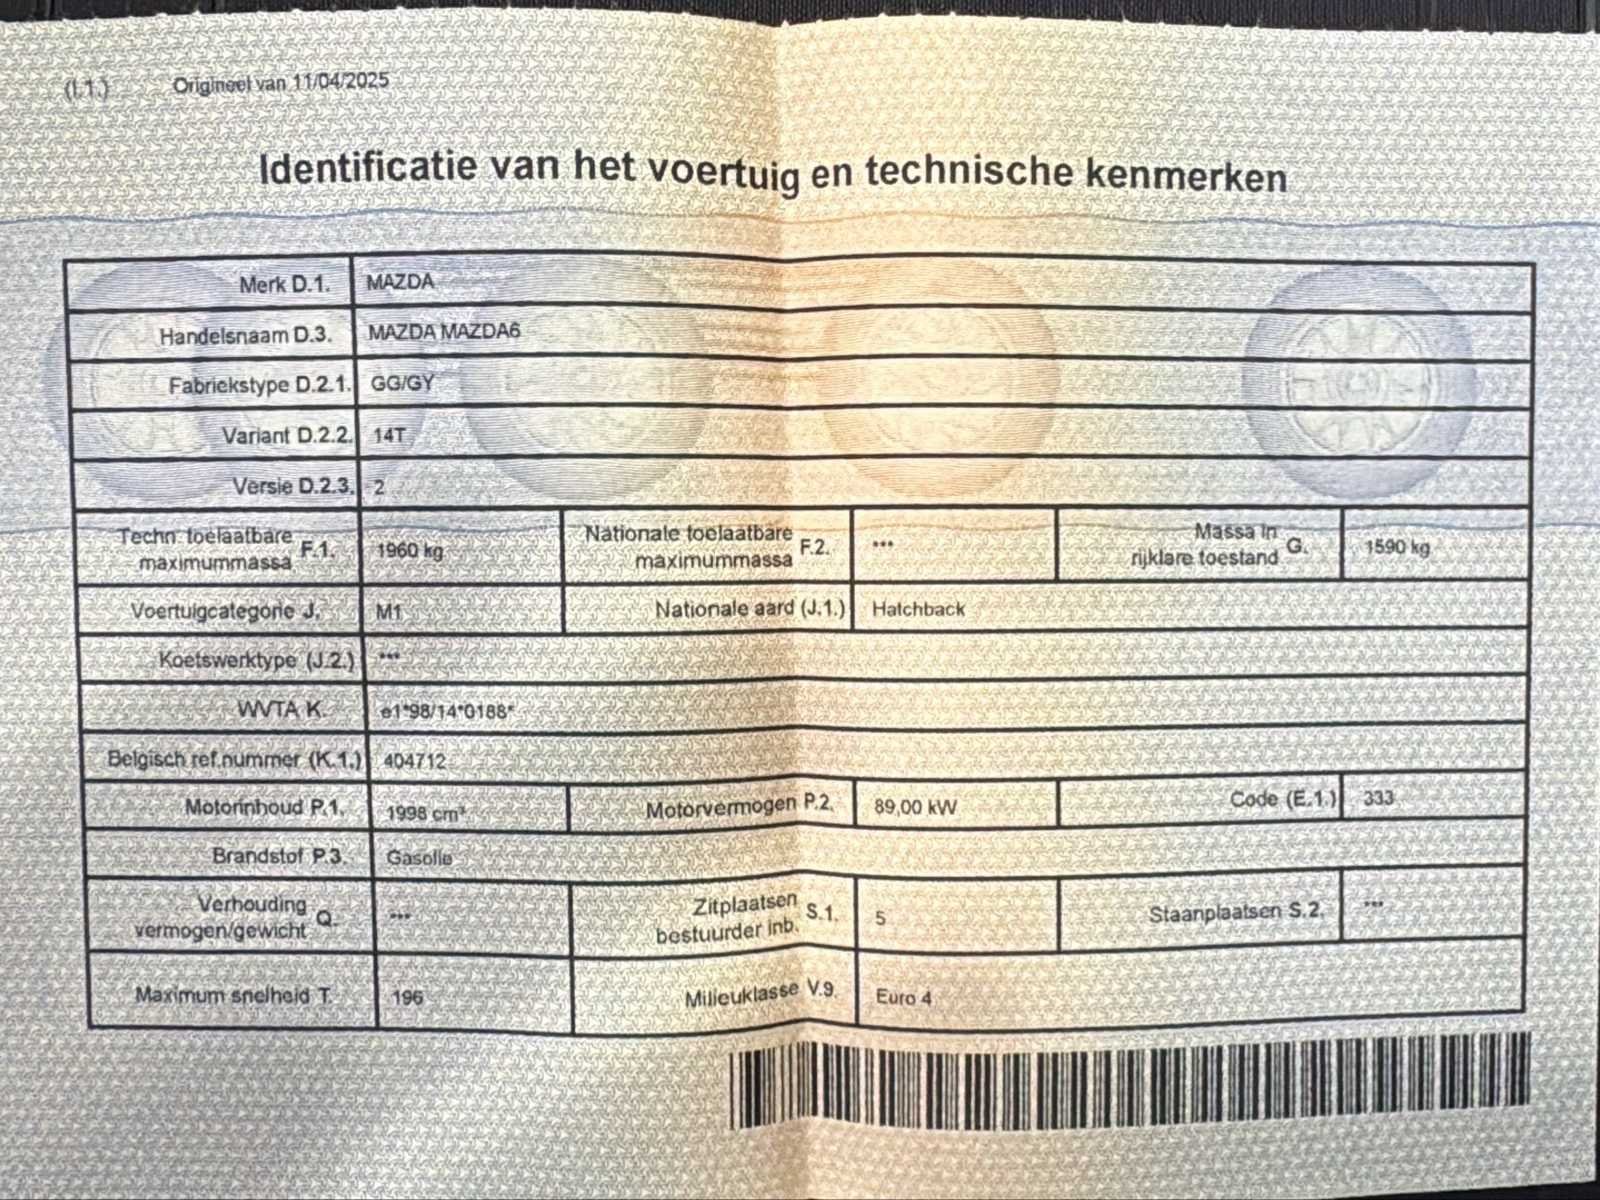 (I.1.) Origineel van 11/04/2025
Identificatie van het voertuig en technische kenmerken
Merk D.1. MAZDA
Handelsnaam D.3. MAZDA MAZDA6
Fabriekstype D.2.1. GG/GY
Variant D.2.2. 14T
Versie D.2.3. 2
Techn. toelaatbare maximummassa F.1. 1960 kg Nationale toelaatbare maximummassa F.2. *** Massa in rijklare toestand G. 1590 kg
Voertuigcategorie J. M1 Nationale aard (J.1.) Hatchback
Koetswerktype (J.2.) ***
WVTA K. e1*98/14*0188*
Belgisch ref.nummer (K.1.) 404712
Motorinhoud P.1. 1998 cm³ Motorvermogen P.2. 89,00 kW Code (E.1.) 333
Brandstof P.3. Gasolie
Verhouding vermogen/gewicht Q. *** Zitplaatsen bestuurder inb. S.1. 5 Staanplaatsen S.2. ***
Maximum snelheid T. 196 Milieuklasse V.9. Euro 4